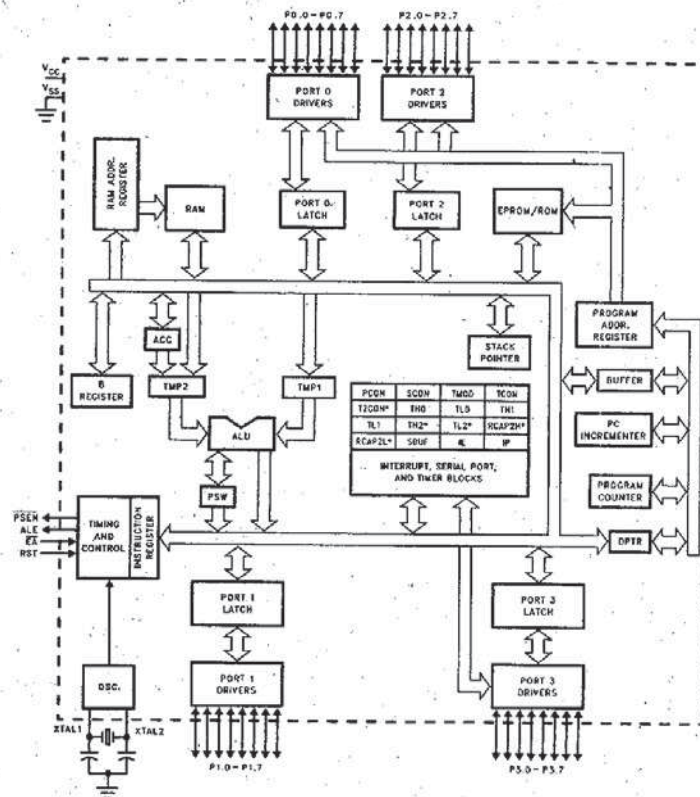 P0.0-P0.7
P2.0-P2.7
VCC
VSS
PORT 0
DRIVERS
PORT 2
DRIVERS
RAM ADDR.
REGISTER
RAM
PORT 0
LATCH
PORT 2
LATCH
EPROM/ROM
B
REGISTER
ACC
TMP2
TMP1
ALU
PSW
STACK
POINTER
PROGRAM
ADDR.
REGISTER
BUFFER
PC
INCREMENTER
PROGRAM
COUNTER
DPTR
PCON SCON TMOD TCON
T2CON* TH0 TL0 TH1
TL1 TH2* TL2* RCAP2H*
RCAP2L* SBUF IE IP
INTERRUPT, SERIAL PORT,
AND TIMER BLOCKS
PSEN
ALE
EA
RST
TIMING
AND
CONTROL
INSTRUCTION
REGISTER
PORT 1
LATCH
PORT 3
LATCH
OSC.
PORT 1
DRIVERS
PORT 3
DRIVERS
XTAL1
XTAL2
P1.0-P1.7
P3.0-P3.7